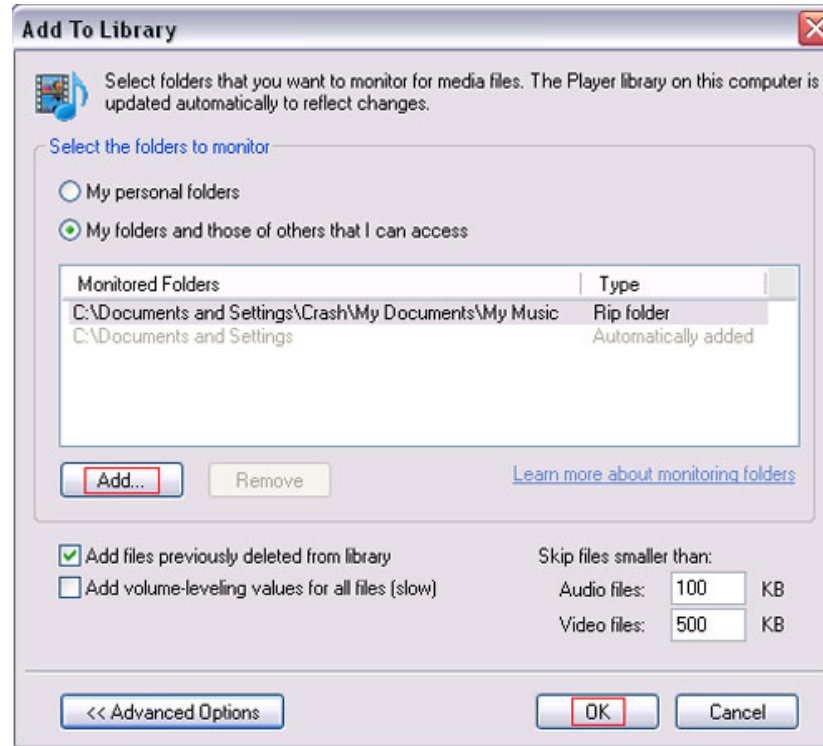 Add To Library
Select folders that you want to monitor for media files. The Player library on this computer is
updated automatically to reflect changes.
Select the folders to monitor
My personal folders
My folders and those of others that I can access
Monitored Folders Type
C:\Documents and Settings\Crash\My Documents\My Music Rip folder
C:\Documents and Settings Automatically added
Add... Remove Learn more about monitoring folders
Add files previously deleted from library Skip files smaller than:
Add volume-leveling values for all files (slow) Audio files: 100 KB
Video files: 500 KB
<< Advanced Options OK Cancel